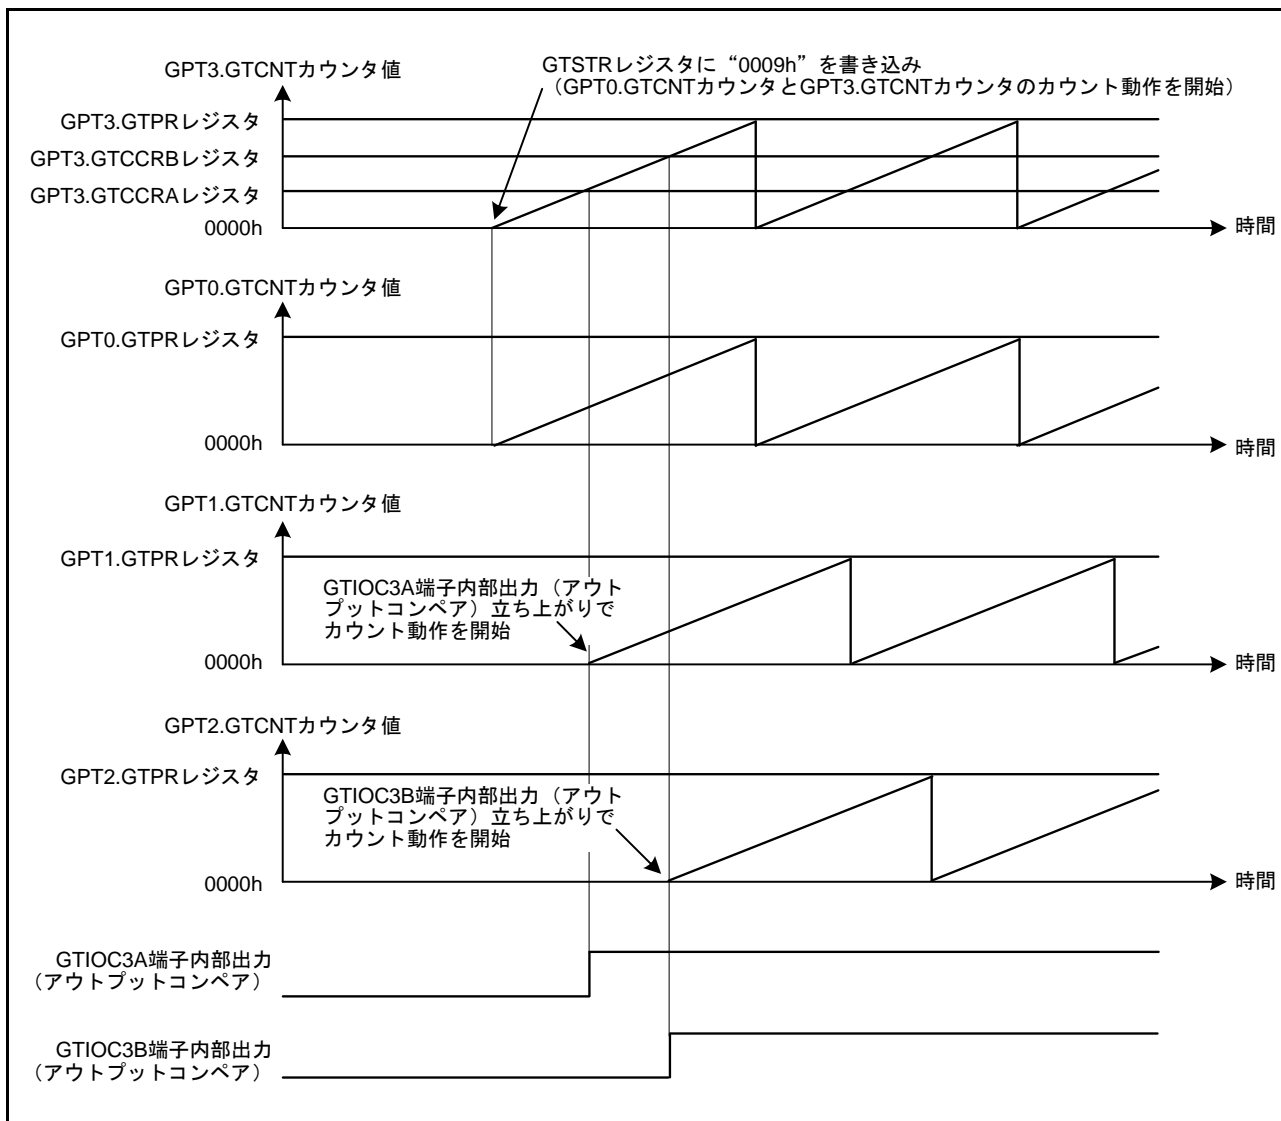 GPT3.GTCNTカウンタ値
GTSTRレジスタに“0009h”を書き込み
（GPT0.GTCNTカウンタとGPT3.GTCNTカウンタのカウント動作を開始）
GPT3.GTPRレジスタ
GPT3.GTCCRBレジスタ
GPT3.GTCCRAレジスタ
0000h
時間
GPT0.GTCNTカウンタ値
GPT0.GTPRレジスタ
0000h
時間
GPT1.GTCNTカウンタ値
GPT1.GTPRレジスタ
GTIOC3A端子内部出力（アウト
プットコンペア）立ち上がりで
カウント動作を開始
0000h
時間
GPT2.GTCNTカウンタ値
GPT2.GTPRレジスタ
GTIOC3B端子内部出力（アウト
プットコンペア）立ち上がりで
カウント動作を開始
0000h
時間
GTIOC3A端子内部出力
（アウトプットコンペア）
GTIOC3B端子内部出力
（アウトプットコンペア）